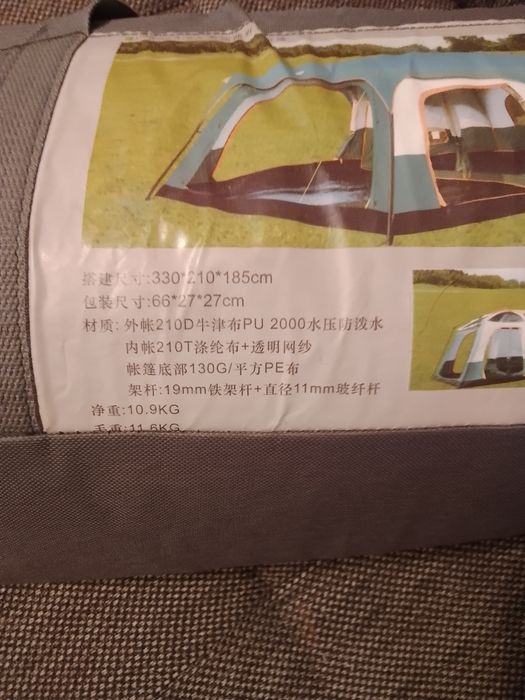 搭建尺寸:330*210*185cm
包装尺寸:66*27*27cm
材质: 外帐210D牛津布PU 2000水压防泼水
内帐210T涤纶布+透明网纱
帐篷底部130G/平方PE布
架杆:19mm铁架杆+直径11mm玻纤杆
净重:10.9KG
毛重:11.6KG